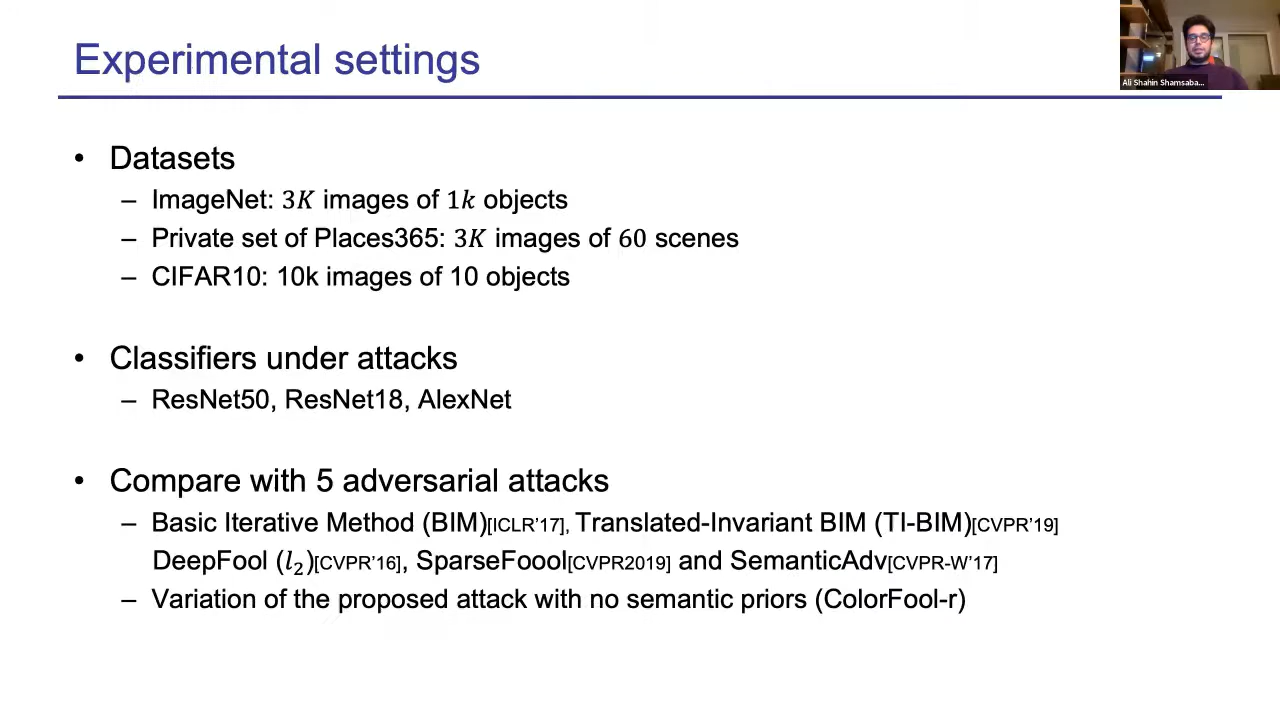 Experimental settings
Ali Shahin Shamsaba...
• Datasets
– ImageNet: 3K images of 1k objects
– Private set of Places365: 3K images of 60 scenes
– CIFAR10: 10k images of 10 objects
• Classifiers under attacks
– ResNet50, ResNet18, AlexNet
• Compare with 5 adversarial attacks
– Basic Iterative Method (BIM)[ICLR’17], Translated-Invariant BIM (TI-BIM)[CVPR’19]
DeepFool (l₂)[CVPR’16], SparseFoool[CVPR2019] and SemanticAdv[CVPR-W’17]
– Variation of the proposed attack with no semantic priors (ColorFool-r)